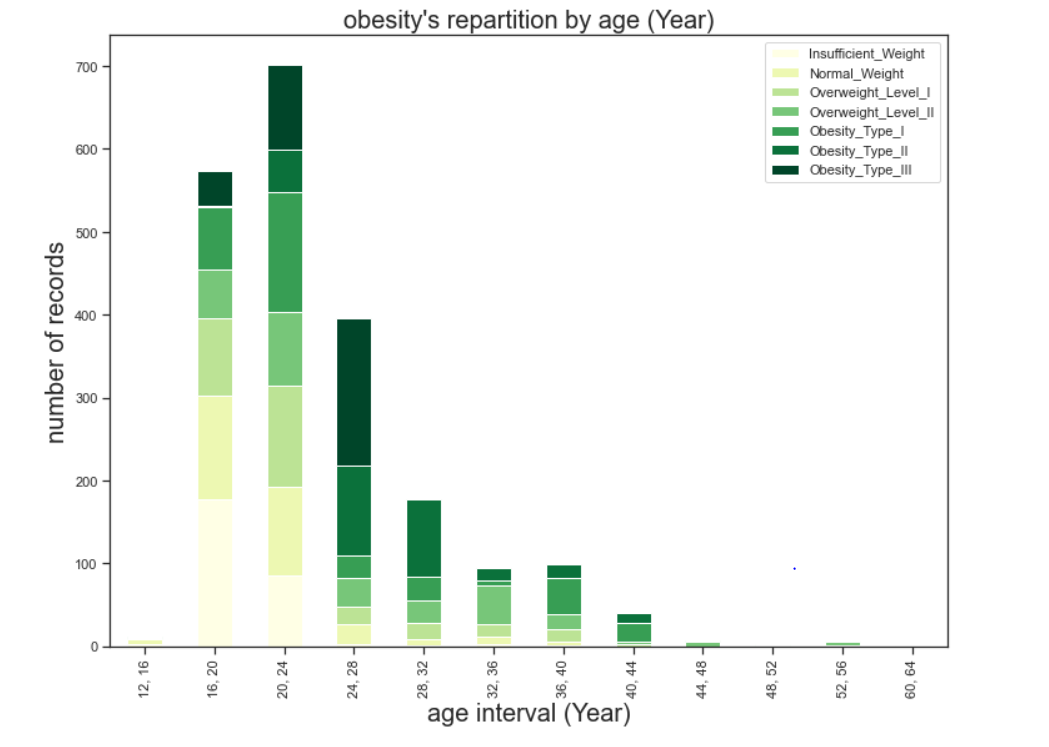 obesity's repartition by age (Year)
Insufficient_Weight
Normal_Weight
Overweight_Level_I
Overweight_Level_II
Obesity_Type_I
Obesity_Type_II
Obesity_Type_III
number of records
700
600
500
400
300
200
100
0
12, 16
16, 20
20, 24
24, 28
28, 32
32, 36
36, 40
40, 44
44, 48
48, 52
52, 56
60, 64
age interval (Year)